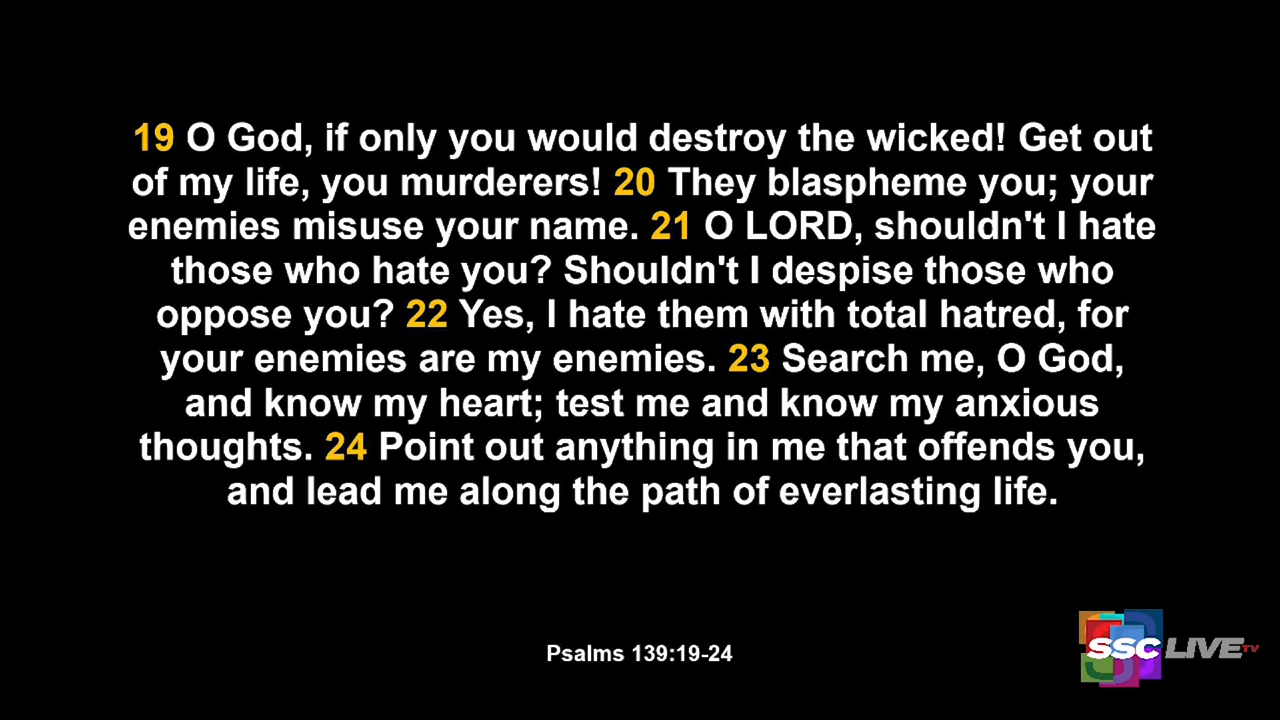 19 O God, if only you would destroy the wicked! Get out
of my life, you murderers! 20 They blaspheme you; your
enemies misuse your name. 21 O LORD, shouldn't I hate
those who hate you? Shouldn't I despise those who
oppose you? 22 Yes, I hate them with total hatred, for
your enemies are my enemies. 23 Search me, O God,
and know my heart; test me and know my anxious
thoughts. 24 Point out anything in me that offends you,
and lead me along the path of everlasting life.
Psalms 139:19-24
SSC LIVE TV